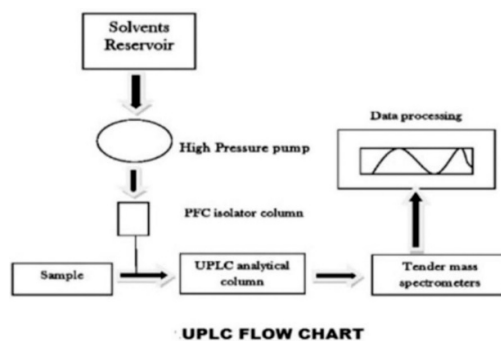 Solvents
Reservoir
High Pressure pump
Data processing
PFC isolator column
Sample
UPLC analytical
column
Tender mass
spectrometers
.UPLC FLOW CHART